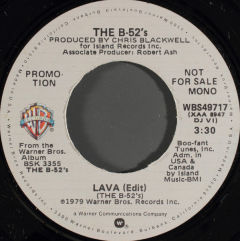 THE B-52's
PRODUCED BY CHRIS BLACKWELL
for Island Records Inc.
Associate Producer: Robert Ash
PROMO-
TION
NOT
FOR SALE
MONO
WBS49717
(XAA 8947
DJ V1)
3:30
From the
Warner Bros.
Album
BSK 3355
THE B-52's
Boo-fant
Tunes, Inc.
Adm. in
USA &
Canada by
Island
Music-BMI
LAVA (Edit)
(THE B-52's)
©1979 Warner Bros. Records Inc.
a Warner Communications Company